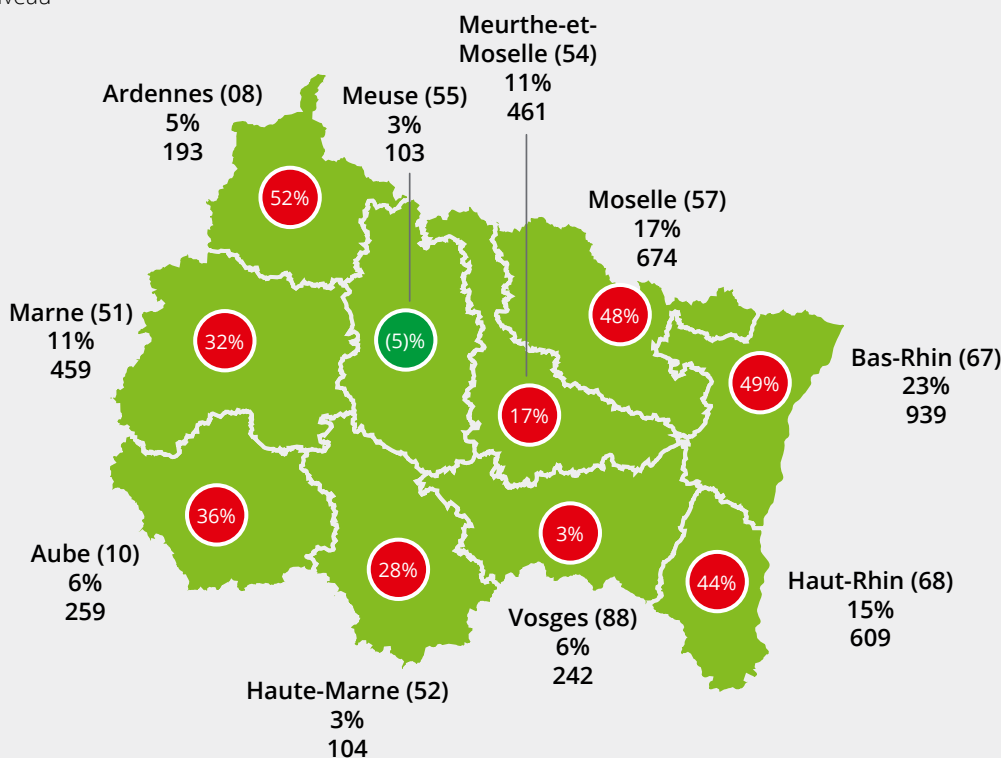 Meurthe-et-
Moselle (54)
11%
461
Ardennes (08)
5%
193
Meuse (55)
3%
103
52%
Moselle (57)
17%
674
Marne (51)
11%
459
32%
(5)%
48%
Bas-Rhin (67)
23%
939
49%
17%
36%
Aube (10)
6%
259
28%
3%
44%
Haut-Rhin (68)
15%
609
Vosges (88)
6%
242
Haute-Marne (52)
3%
104